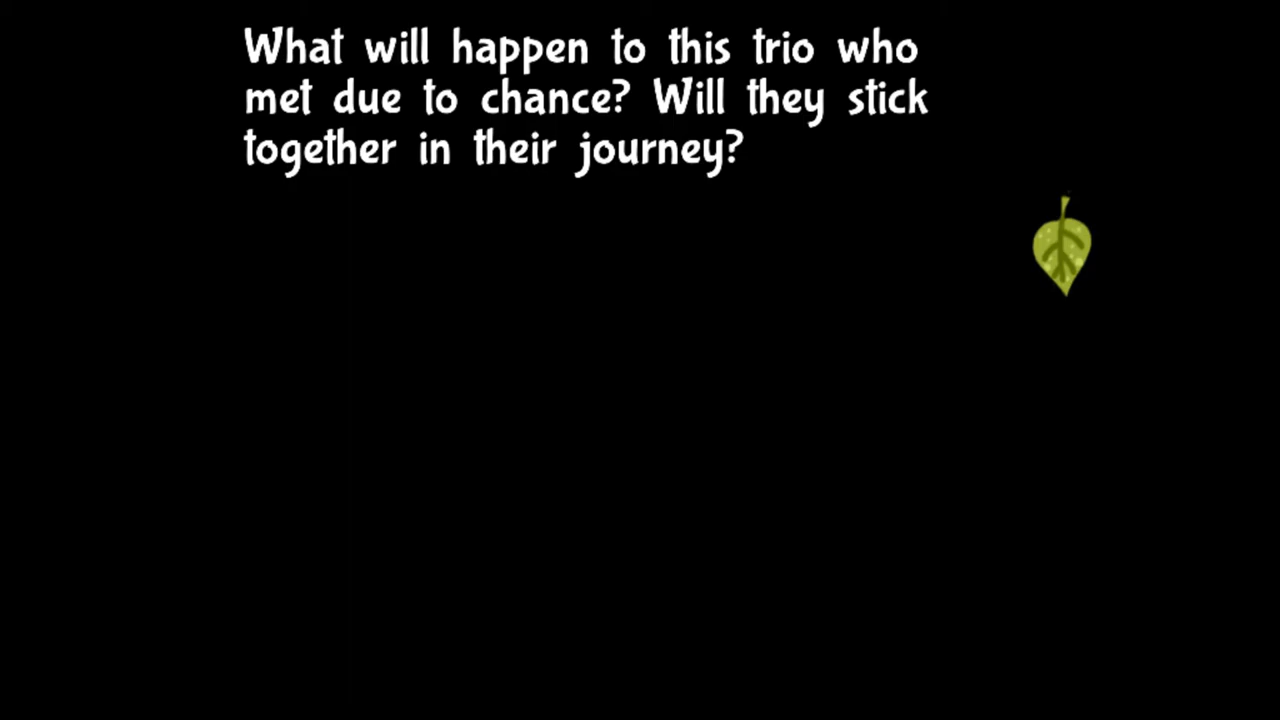 What will happen to this trio who
met due to chance? Will they stick
together in their journey?